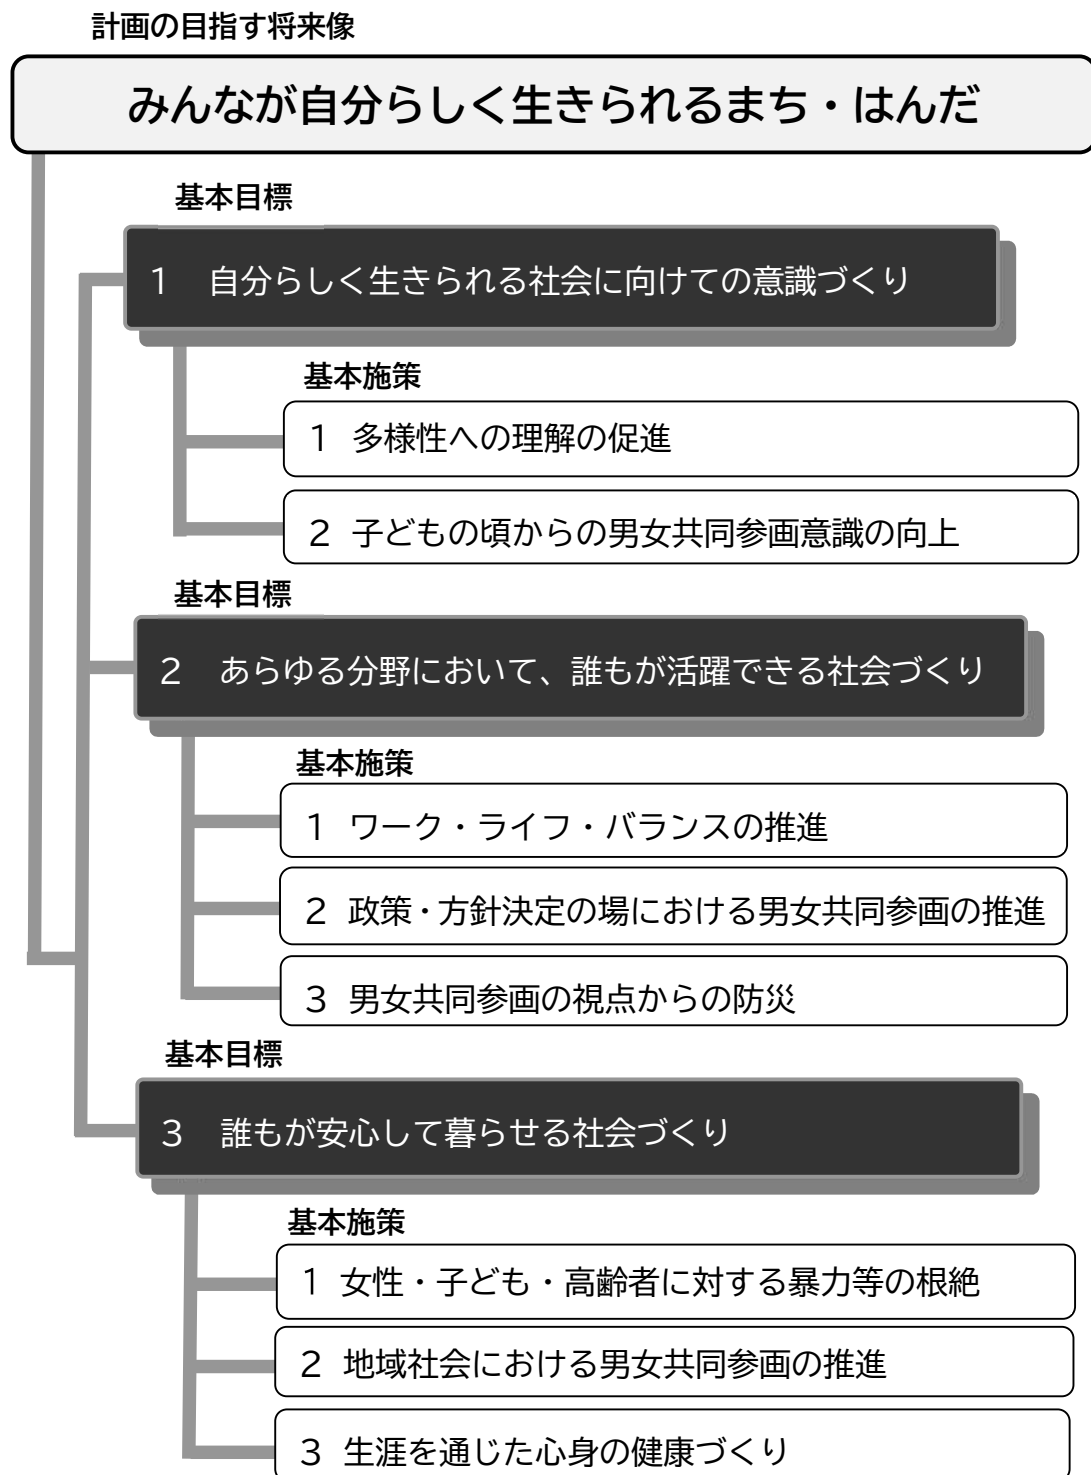 計画の目指す将来像
みんなが自分らしく生きられるまち・はんだ
基本目標
1 自分らしく生きられる社会に向けての意識づくり
基本施策
1 多様性への理解の促進
2 子どもの頃からの男女共同参画意識の向上
基本目標
2 あらゆる分野において、誰もが活躍できる社会づくり
基本施策
1 ワーク・ライフ・バランスの推進
2 政策・方針決定の場における男女共同参画の推進
3 男女共同参画の視点からの防災
基本目標
3 誰もが安心して暮らせる社会づくり
基本施策
1 女性・子ども・高齢者に対する暴力等の根絶
2 地域社会における男女共同参画の推進
3 生涯を通じた心身の健康づくり